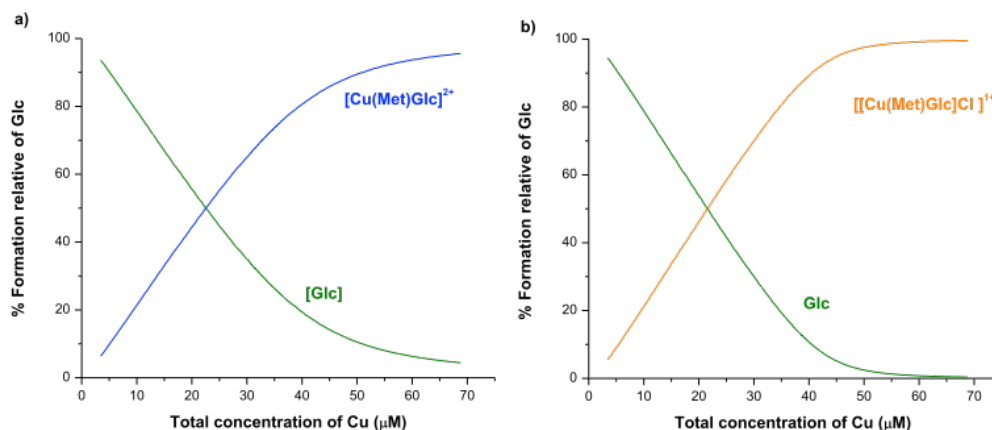 a)
% Formation relative of Glc
100
80
60
40
20
0
[Cu(Met)Glc]²⁺
[Glc]
0 10 20 30 40 50 60 70
Total concentration of Cu (µM)
b)
% Formation relative of Glc
100
80
60
40
20
0
[[Cu(Met)Glc]Cl ]¹⁺
Glc
0 10 20 30 40 50 60 70
Total concentration of Cu (µM)